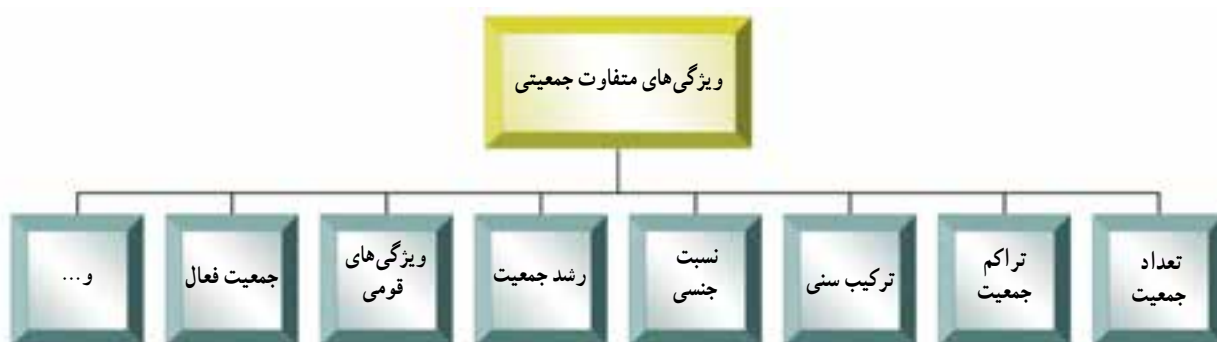 ویژگی‌های متفاوت جمعیتی
تعداد
جمعیت
تراکم
جمعیت
ترکیب سنی
نسبت
جنسی
رشد جمعیت
ویژگی‌های
قومی
جمعیت فعال
و...